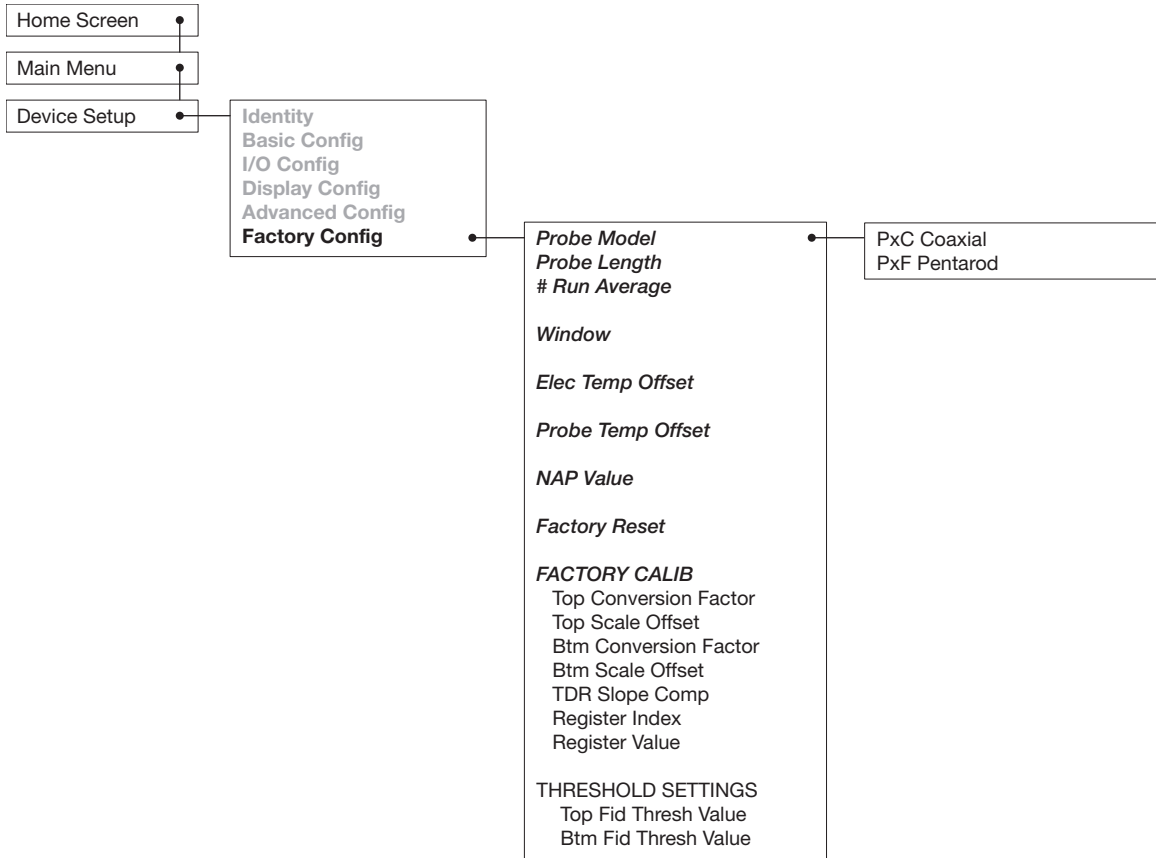 Home Screen
Main Menu
Device Setup
Identity
Basic Config
I/O Config
Display Config
Advanced Config
Factory Config
Probe Model
Probe Length
# Run Average
Window
Elec Temp Offset
Probe Temp Offset
NAP Value
Factory Reset
FACTORY CALIB
Top Conversion Factor
Top Scale Offset
Btm Conversion Factor
Btm Scale Offset
TDR Slope Comp
Register Index
Register Value
THRESHOLD SETTINGS
Top Fid Thresh Value
Btm Fid Thresh Value
PxC Coaxial
PxF Pentarod